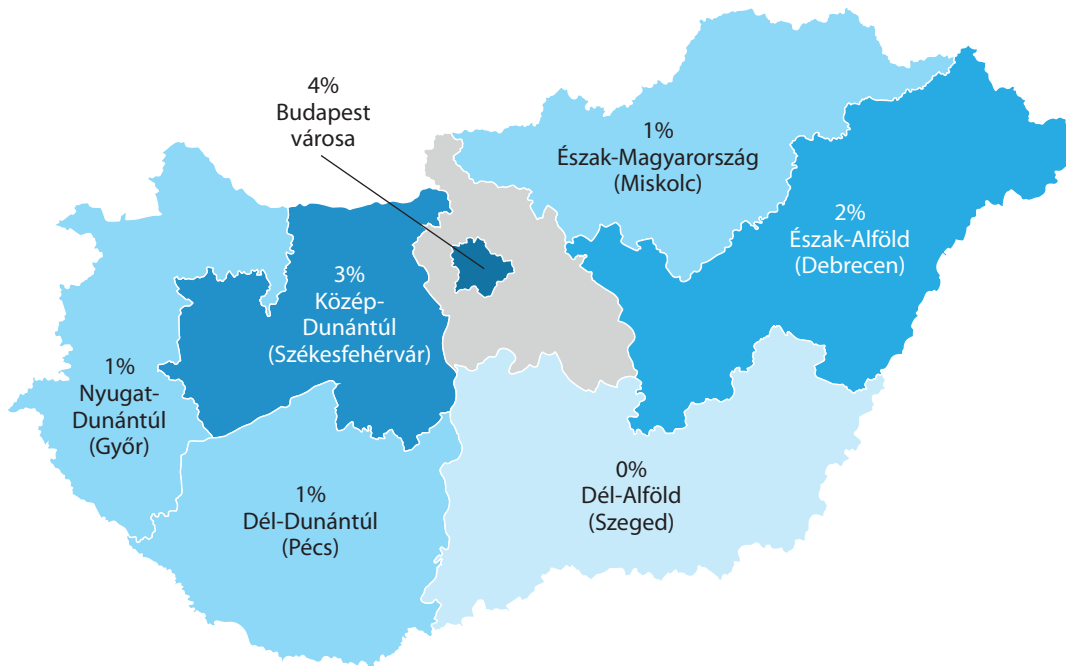 4%
Budapest
városa
1%
Észak-Magyarország
(Miskolc)
2%
Észak-Alföld
(Debrecen)
3%
Közép-
Dunántúl
(Székesfehérvár)
1%
Nyugat-
Dunántúl
(Győr)
0%
Dél-Alföld
(Szeged)
1%
Dél-Dunántúl
(Pécs)